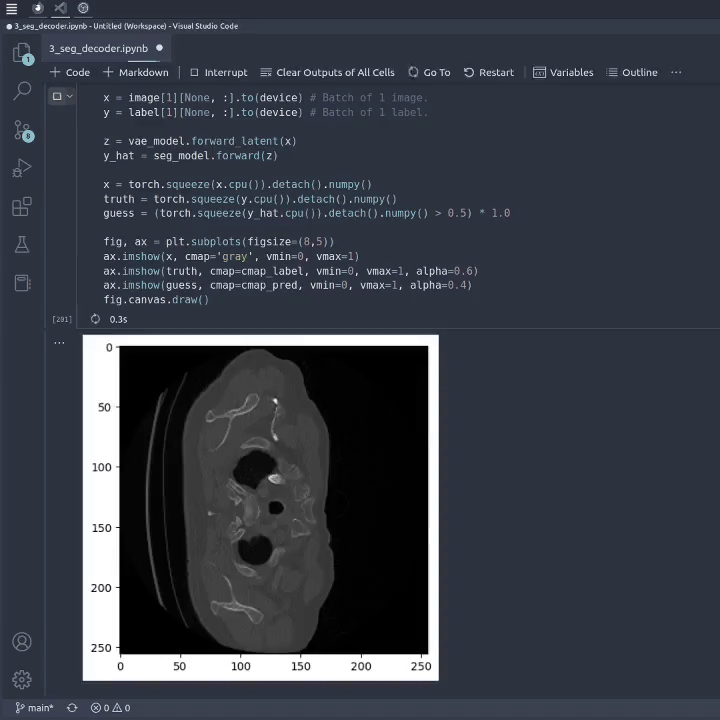 3_seg_decoder.ipynb - Untitled (Workspace) - Visual Studio Code
3_seg_decoder.ipynb
1
+ Code + Markdown Interrupt Clear Outputs of All Cells Go To Restart Variables Outline ...
x = image[1][None, :].to(device) # Batch of 1 image.
y = label[1][None, :].to(device) # Batch of 1 label.
z = vae_model.forward_latent(x)
y_hat = seg_model.forward(z)
x = torch.squeeze(x.cpu()).detach().numpy()
truth = torch.squeeze(y.cpu()).detach().numpy()
guess = (torch.squeeze(y_hat.cpu()).detach().numpy() > 0.5) * 1.0
fig, ax = plt.subplots(figsize=(8,5))
ax.imshow(x, cmap='gray', vmin=0, vmax=1)
ax.imshow(truth, cmap=cmap_label, vmin=0, vmax=1, alpha=0.6)
ax.imshow(guess, cmap=cmap_pred, vmin=0, vmax=1, alpha=0.4)
fig.canvas.draw()
[201] 0.3s
...
0
50
100
150
200
250
0 50 100 150 200 250
main* 0 0